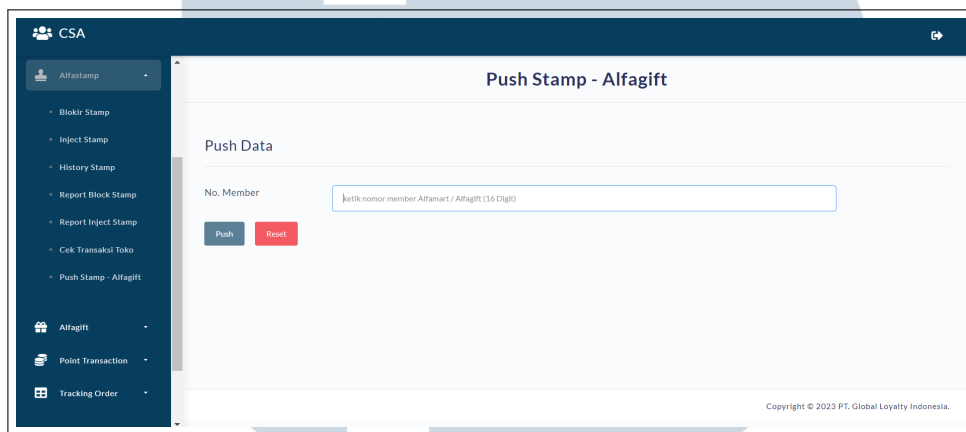 CSA
Alfastamp
Blokir Stamp
Inject Stamp
History Stamp
Report Block Stamp
Report Inject Stamp
Cek Transaksi Toko
Push Stamp - Alfagift
Alfagift
Point Transaction
Tracking Order
Push Stamp - Alfagift
Push Data
No. Member
ketik nomor member Alfamart / Alfagift (16 Digit)
Push Reset
Copyright © 2023 PT. Global Loyalty Indonesia.